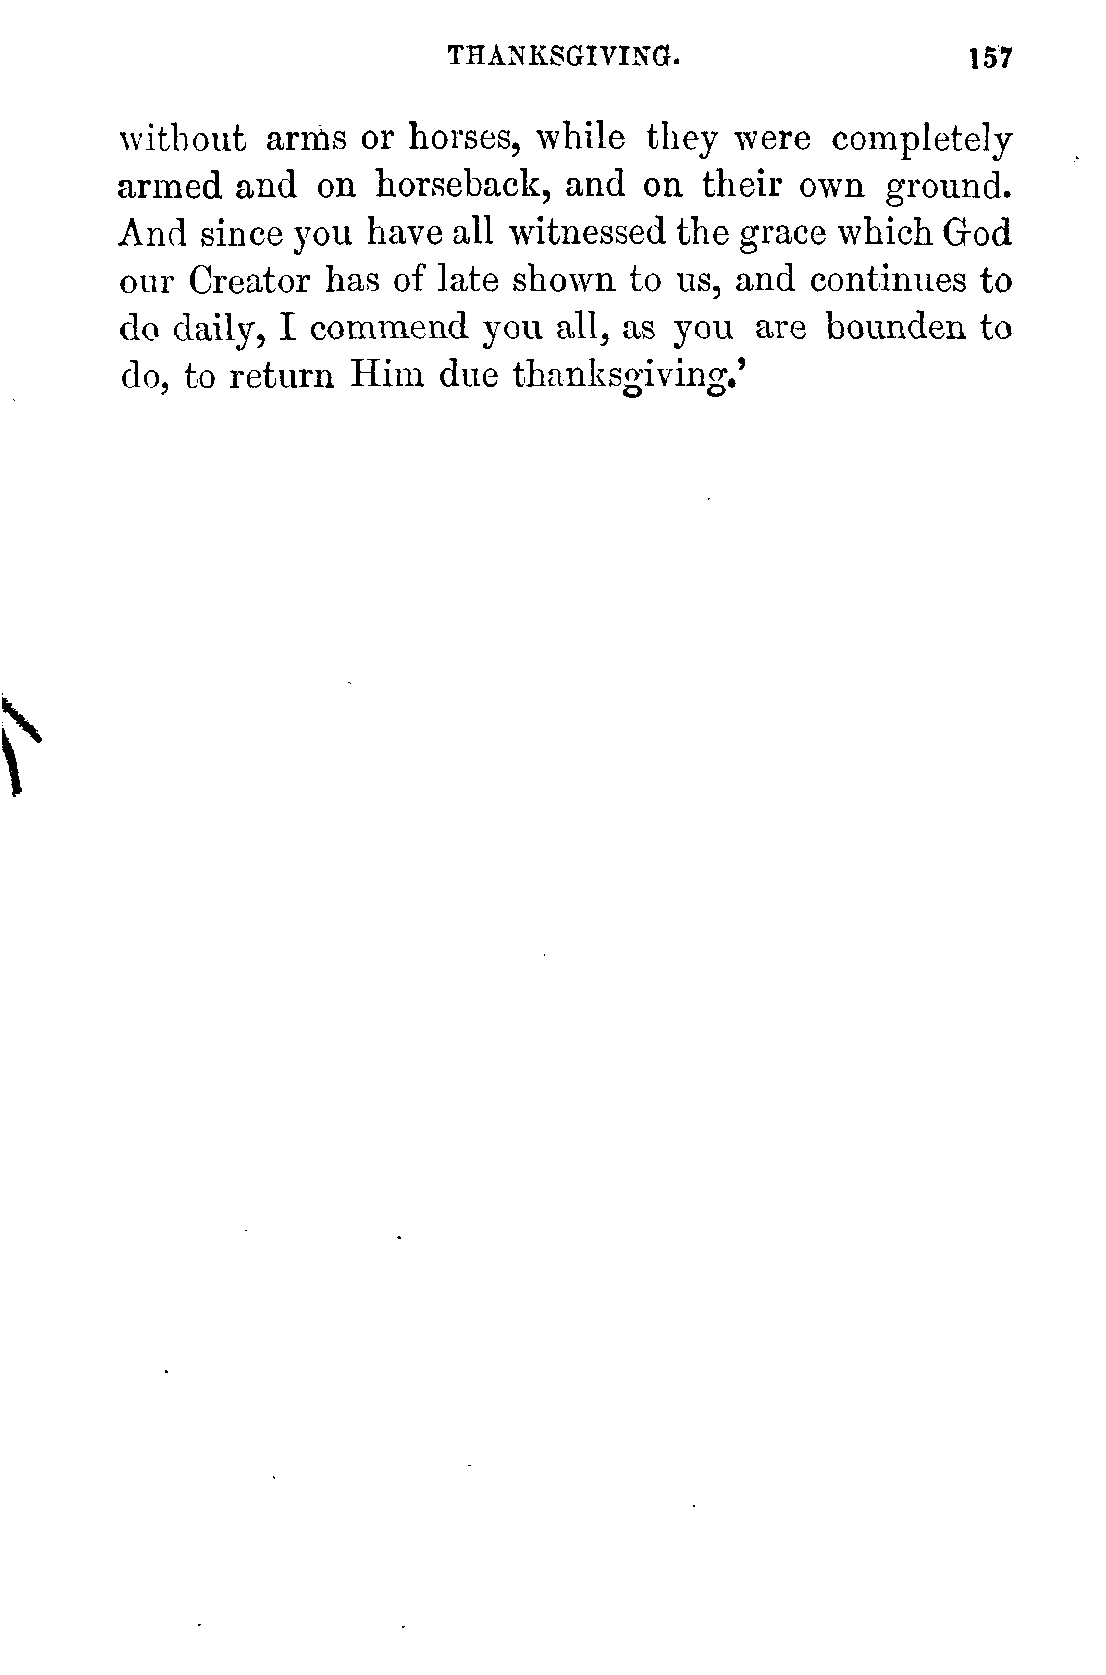 THANKSGIVING. 157
without arms or horses, while they were completely
armed and on horseback, and on their own ground.
And since you have all witnessed the grace which God
our Creator has of late shown to us, and continues to
do daily, I commend you all, as you are bounden to
do, to return Him due thanksgiving.’